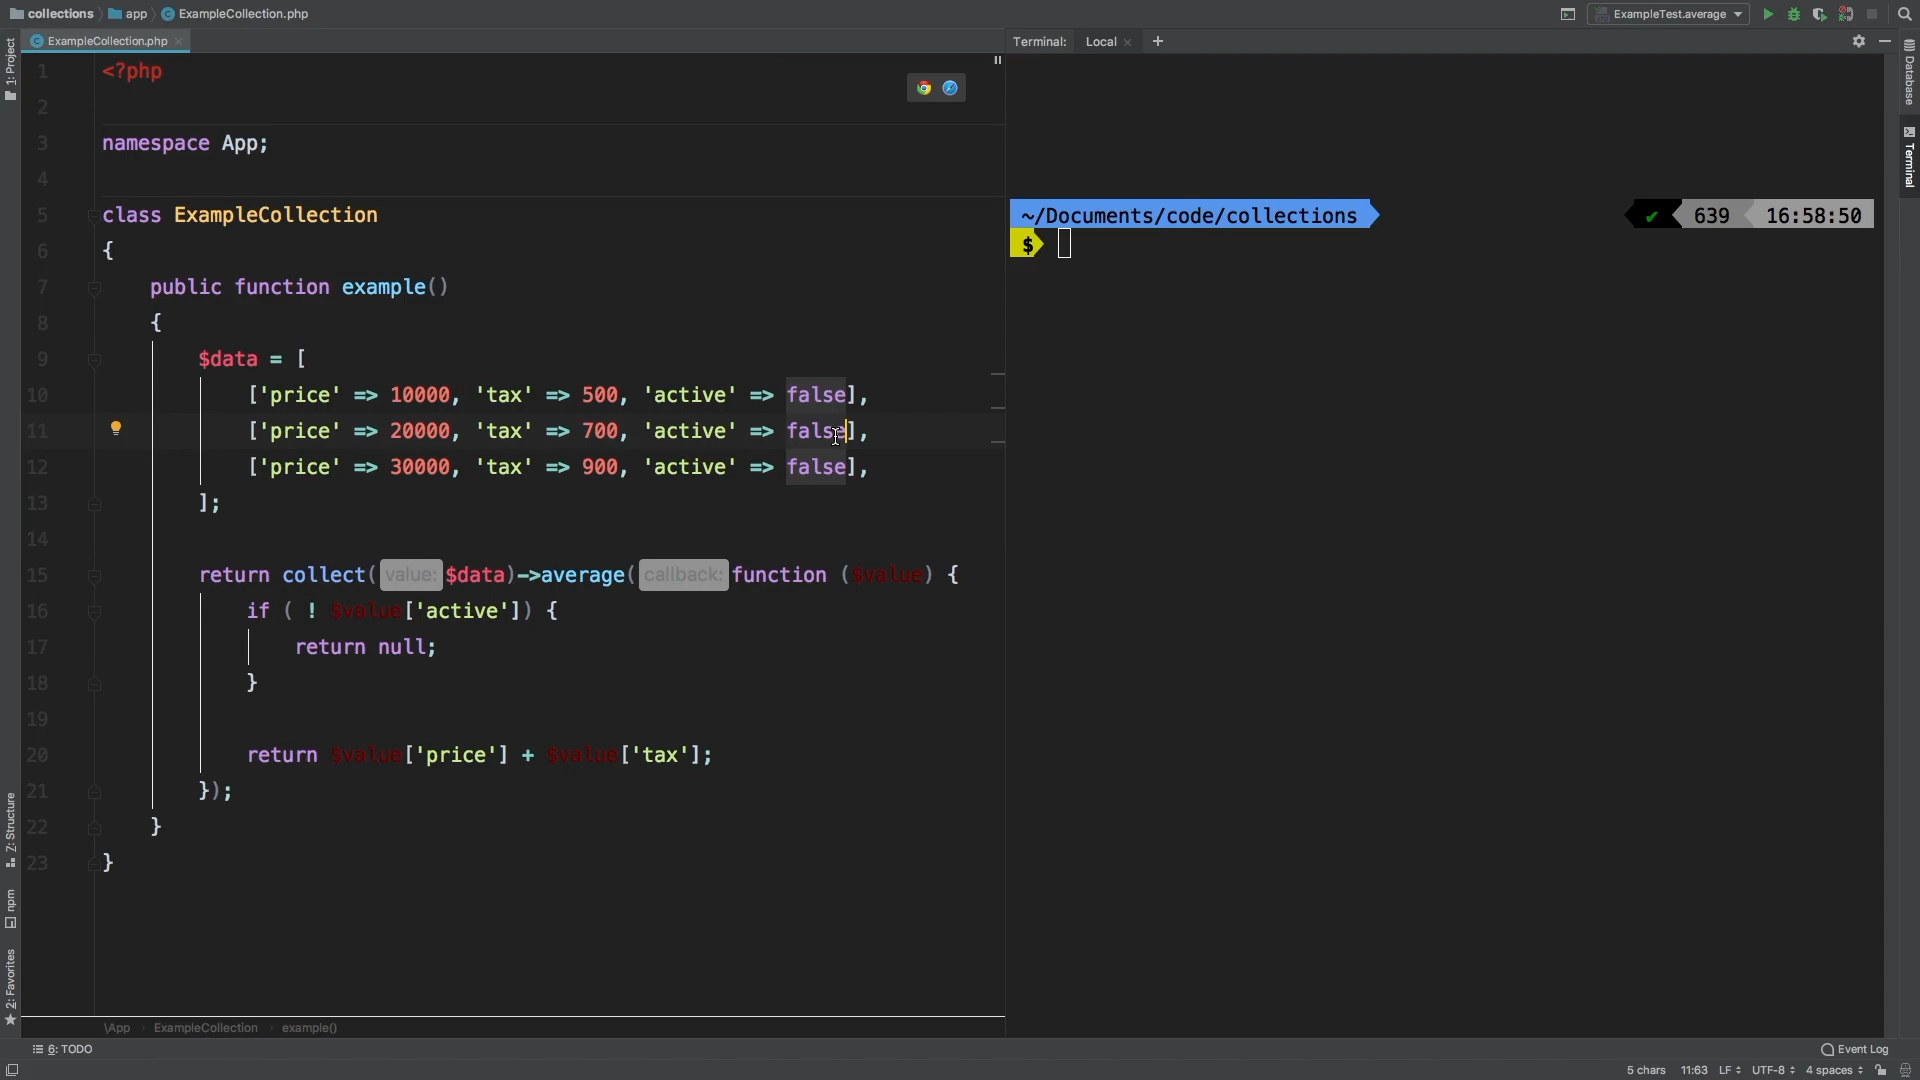 collections app ExampleCollection.php
ExampleTest.average
ExampleCollection.php
Terminal: Local × +
1: Project
Z: Structure
npm
2: Favorites
Database
Terminal
1 <?php
2
3 namespace App;
4
5 class ExampleCollection
6 {
7 public function example()
8 {
9 $data = [
10 ['price' => 10000, 'tax' => 500, 'active' => false],
11 ['price' => 20000, 'tax' => 700, 'active' => false],
12 ['price' => 30000, 'tax' => 900, 'active' => false],
13 ];
14
15 return collect( value: $data)->average( callback: function ($value) {
16 if ( ! $value['active']) {
17 return null;
18 }
19
20 return $value['price'] + $value['tax'];
21 });
22 }
23 }
~/Documents/code/collections ✔ 639 16:58:50
$
\App ExampleCollection example()
6: TODO
Event Log
5 chars 11:63 LF UTF-8 4 spaces